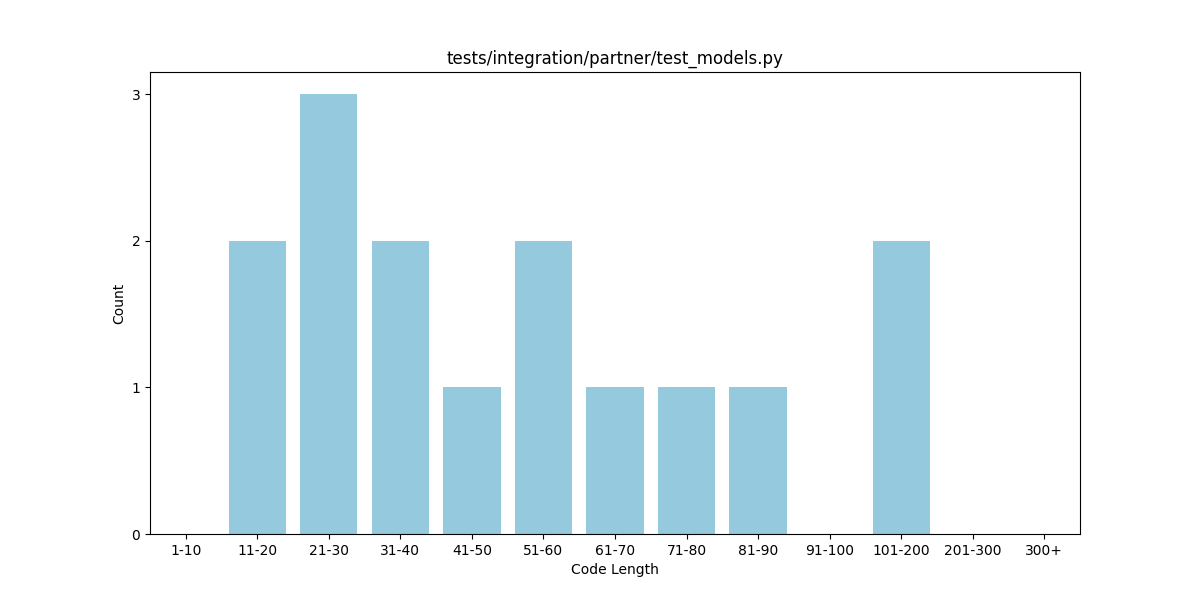 tests/integration/partner/test_models.py
3
2
1
0
Count
1-10 11-20 21-30 31-40 41-50 51-60 61-70 71-80 81-90 91-100 101-200 201-300 300+
Code Length